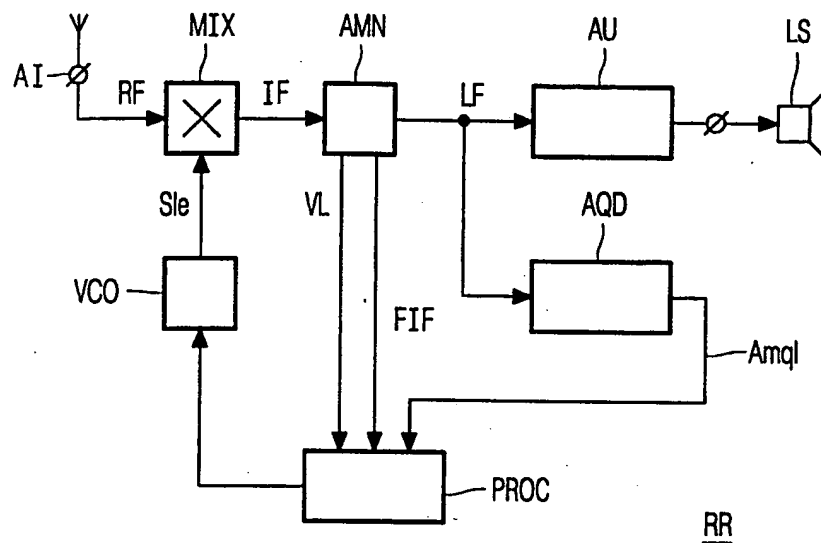 MIX
AMN
AU
LS
AI
RF
IF
LF
Sle
VL
AQD
VCO
FIF
Amql
PROC
RR